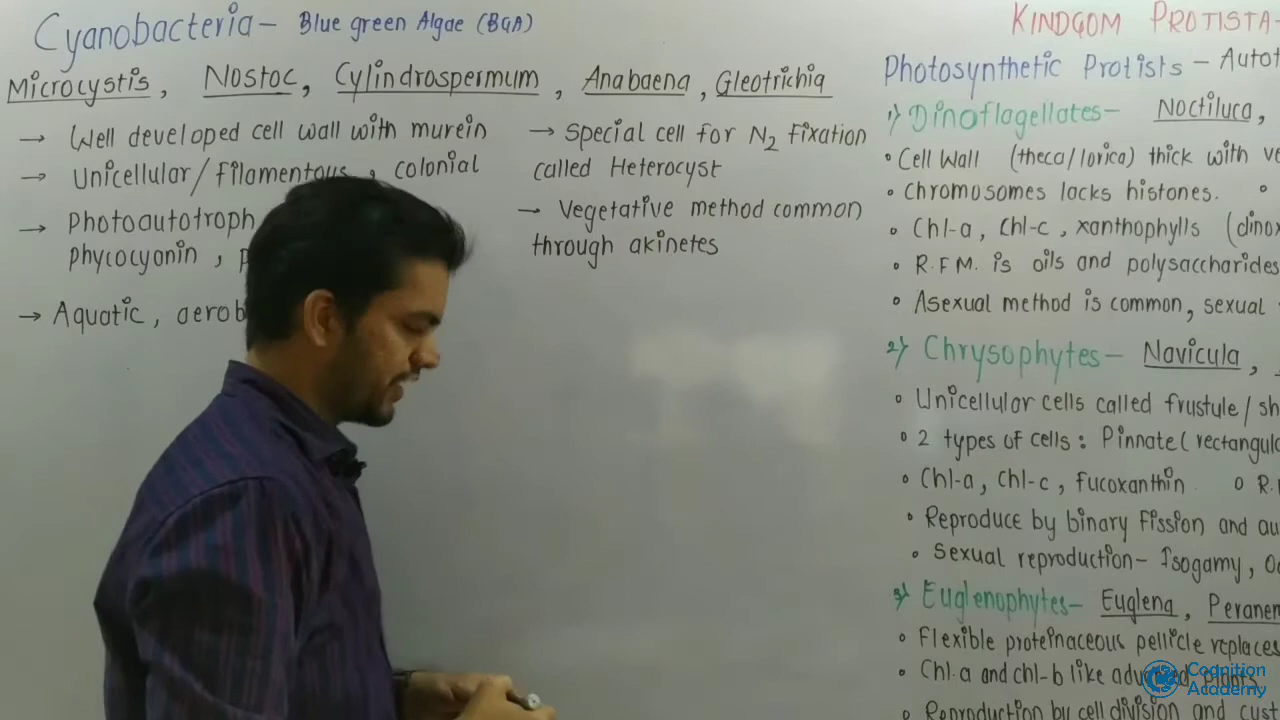 Cyanobacteria - Blue green Algae (BGA)
Microcystis, Nostoc, Cylindrospermum, Anabaena, Gleotrichia
→ Well developed cell wall with murein
→ Unicellular/filamentous, colonial
→ Photoautotroph
phycocyanin,
→ Aquatic,
→ Special cell for N2 fixation
called Heterocyst
→ Vegetative method common
through akinetes
KINDGOM PROTISTA-
Photosynthetic Protists -
1) Dinoflagellates - Noctiluca,
• Cell Wall (theca/lorica) thick with
• Chromosomes lacks histones.
• Chl-a, Chl-c, xanthophylls
• R.F.M. is oils and polysaccharides
• Asexual method is common, sexual
2) Chrysophytes - Navicula,
• Unicellular cells called frustule/
• 2 types of cells: Pinnate
• Chl-a, Chl-c, fucoxanthin
• Reproduce by binary fission and
• Sexual reproduction - Isogamy,
3) Euglenophytes - Euglena,
• Flexible proteinaceous pellicle replaces
• Chl-a and chl-b like advanced plants
• Reproduction by cell division and
Cognition
Academy